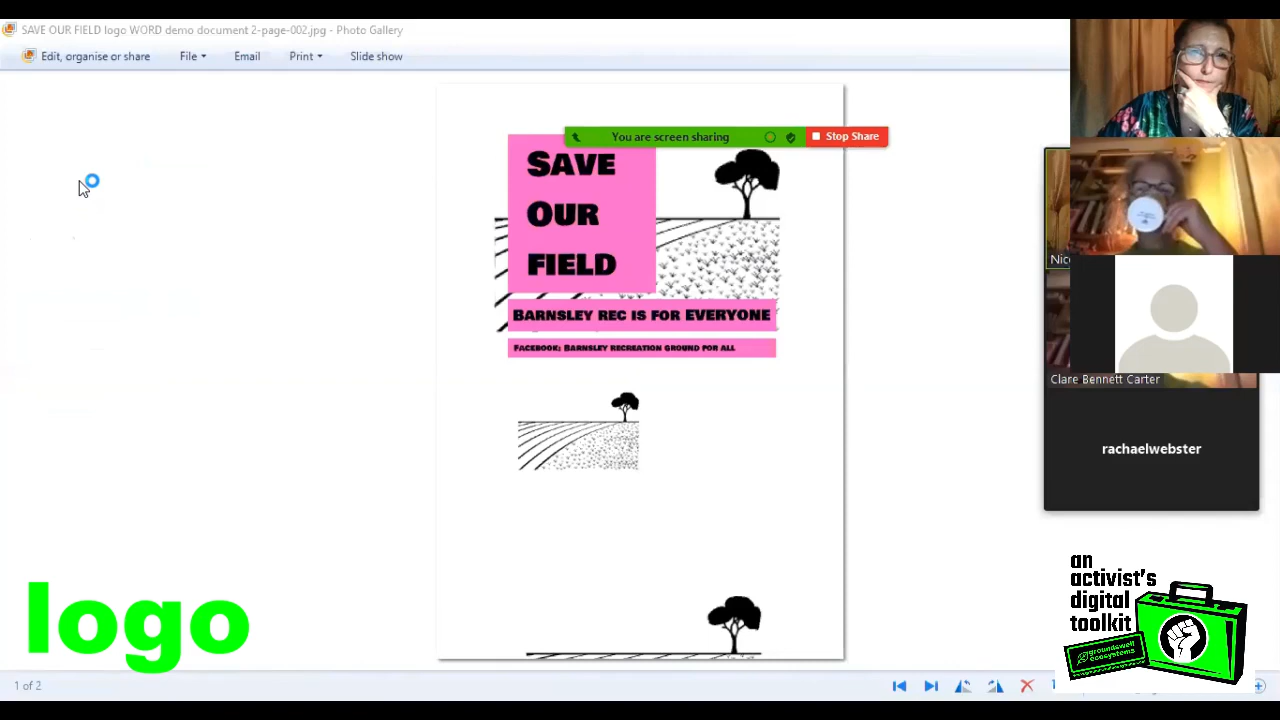 SAVE OUR FIELD logo WORD demo document 2-page-002.jpg - Photo Gallery
Edit, organise or share File Email Print Slide show
You are screen sharing Stop Share
SAVE
OUR
FIELD
BARNSLEY REC IS FOR EVERYONE
FACEBOOK: BARNSLEY RECREATION GROUND FOR ALL
Clare Bennett Carter
rachaelwebster
logo
an
activist's
digital
toolkit
groundswell
ecosystems
1 of 2